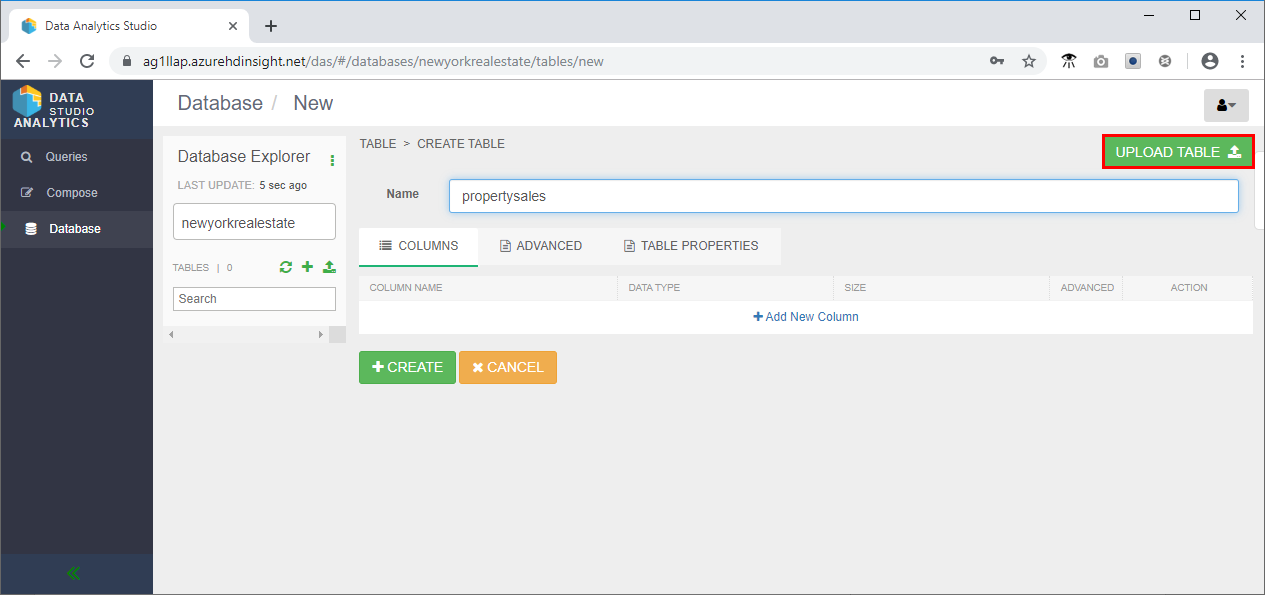 Data Analytics Studio
ag1llap.azurehdinsight.net/das/#/databases/newyorkrealestate/tables/new
DATA
STUDIO
ANALYTICS
Queries
Compose
Database
Database / New
Database Explorer
LAST UPDATE: 5 sec ago
newyorkrealestate
TABLES | 0
Search
TABLE > CREATE TABLE
UPLOAD TABLE
Name propertysales
COLUMNS ADVANCED TABLE PROPERTIES
COLUMN NAME DATA TYPE SIZE ADVANCED ACTION
Add New Column
CREATE CANCEL